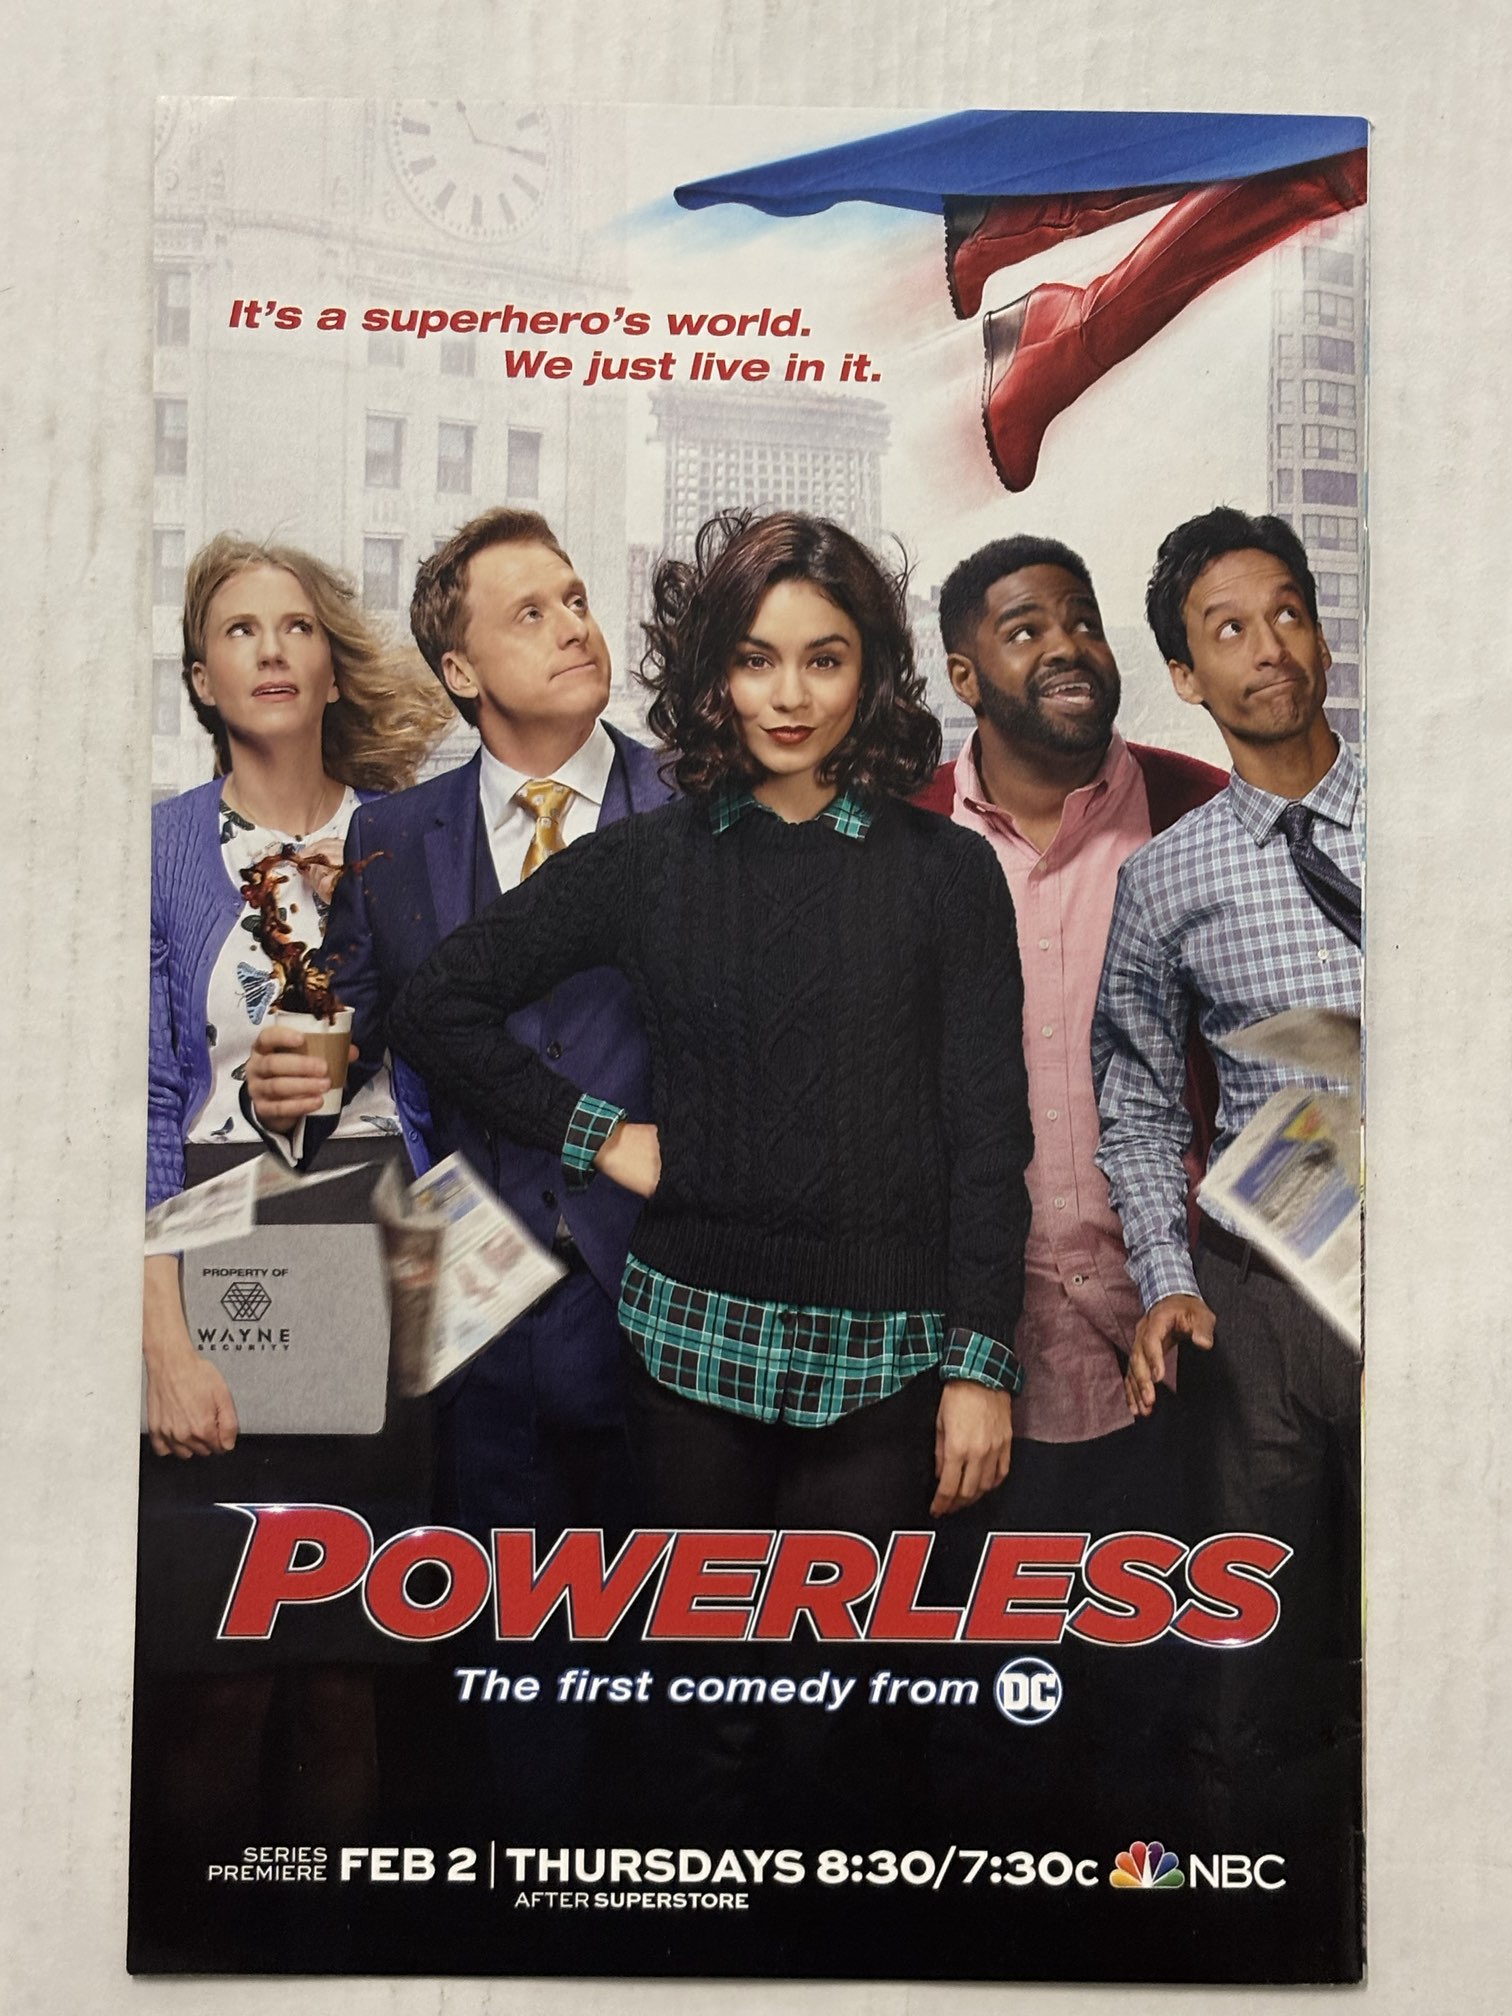 It's a superhero's world.
We just live in it.
PROPERTY OF
WAYNE
SECURITY
POWERLESS
The first comedy from DC
SERIES PREMIERE FEB 2 | THURSDAYS 8:30/7:30c NBC
AFTER SUPERSTORE